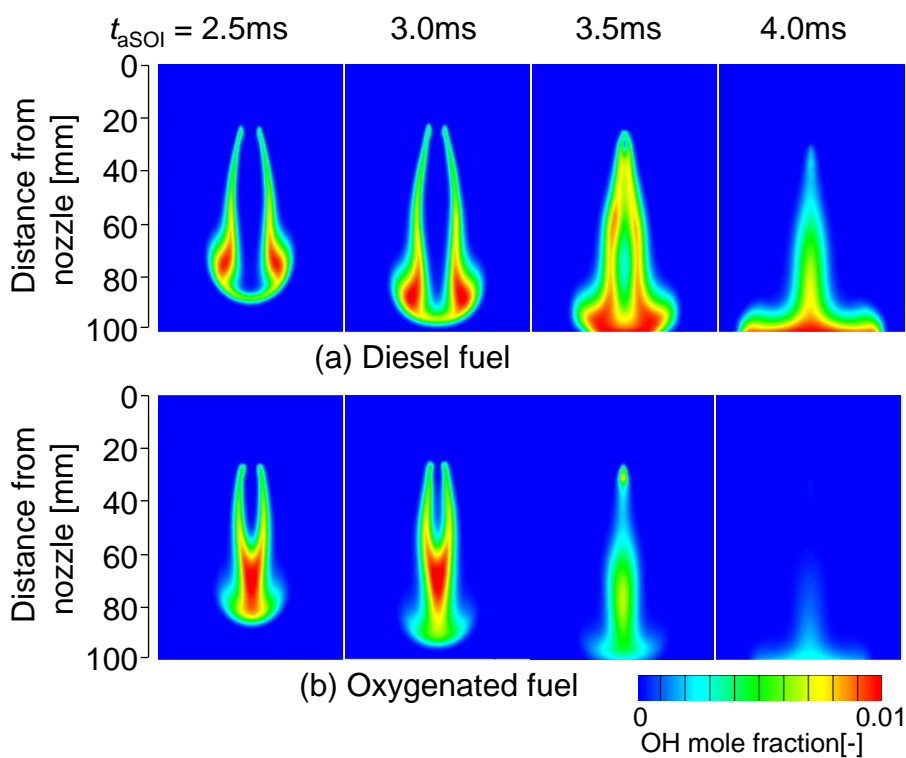 t_aSOI = 2.5ms 3.0ms 3.5ms 4.0ms
Distance from
nozzle [mm]
0
20
40
60
80
100
(a) Diesel fuel
Distance from
nozzle [mm]
0
20
40
60
80
100
(b) Oxygenated fuel
0 0.01
OH mole fraction[-]